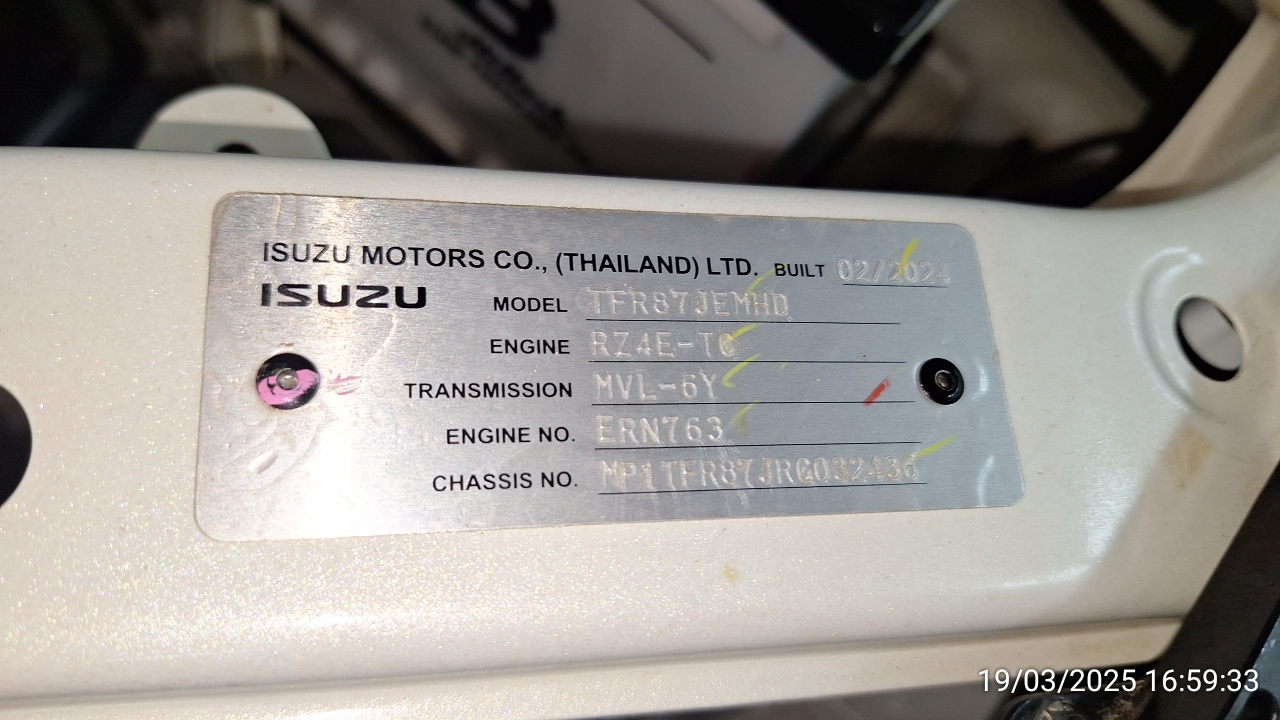 B
ISUZU MOTORS CO., (THAILAND) LTD. BUILT 02/2024
ISUZU MODEL TFR87JEMHD
ENGINE RZ4E-TC
TRANSMISSION MVL-6Y
ENGINE NO. ERN763
CHASSIS NO. MP1TFR87JRG032436
19/03/2025 16:59:33